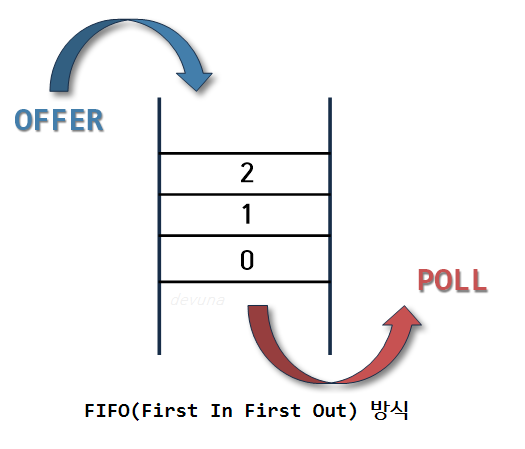 OFFER
2
1
0
devuna
POLL
FIFO(First In First Out) 방식